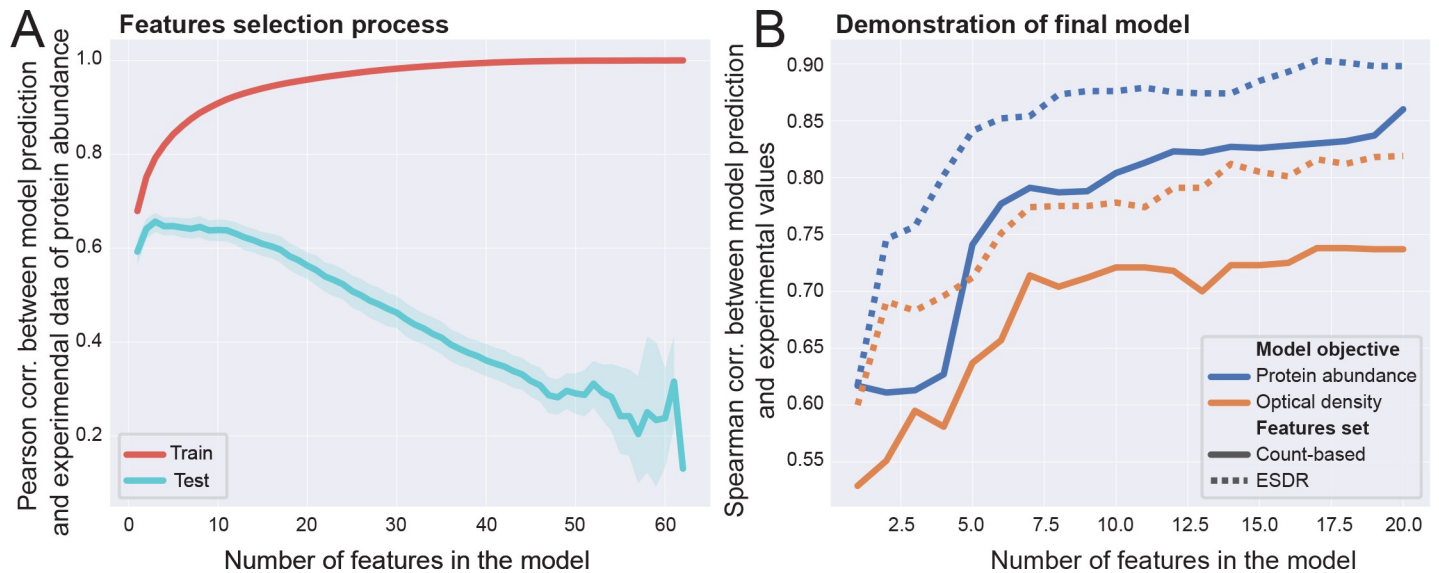 A
Features selection process
Pearson corr. between model prediction
and experimendal data of protein abundance
1.0
0.8
0.6
0.4
0.2
Train
Test
0 10 20 30 40 50 60
Number of features in the model
B
Demonstration of final model
Spearman corr. between model prediction
and experimental values
0.90
0.85
0.80
0.75
0.70
0.65
0.60
0.55
Model objective
Protein abundance
Optical density
Features set
Count-based
ESDR
2.5 5.0 7.5 10.0 12.5 15.0 17.5 20.0
Number of features in the model